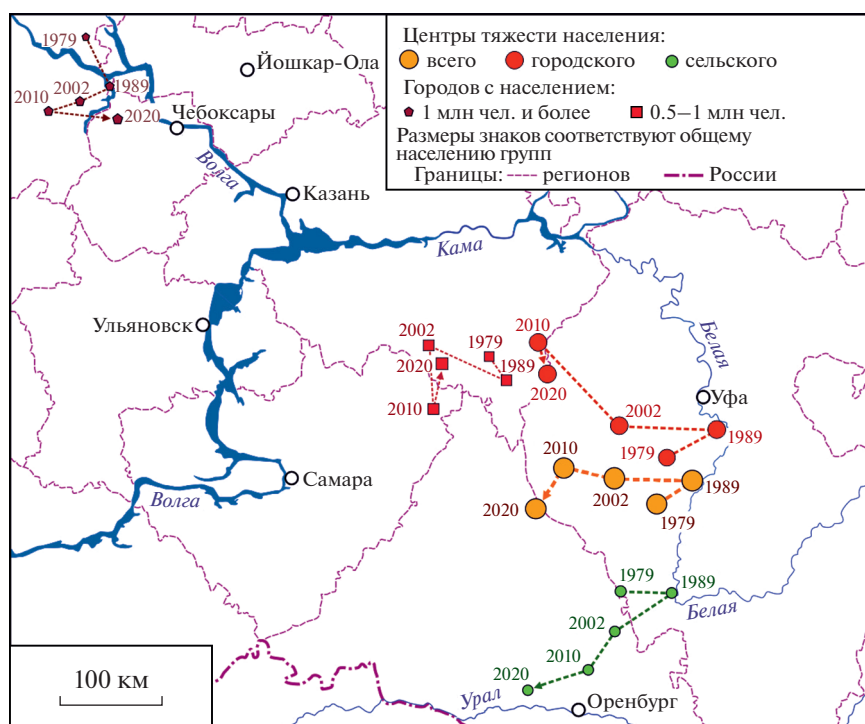 Центры тяжести населения:
всего городского сельского
Городов с населением:
1 млн чел. и более 0.5–1 млн чел.
Размеры знаков соответствуют общему
населению групп
Границы: регионов России
1979
Йошкар-Ола
2002
1989
2010
2020
Чебоксары
Волга
Казань
Кама
Ульяновск
2002
1979
2010
Белая
2020
1989
2020
2010
Уфа
2002
1989
1979
2010
Самара
Волга
2002
1989
2020
1979
1979
1989
Белая
2002
2010
2020
100 км
Урал
Оренбург